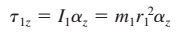 τ₁z = I₁αz = m₁r₁²αz